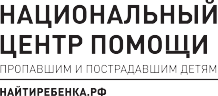 НАЦИОНАЛЬНЫЙ
ЦЕНТР ПОМОЩИ
ПРОПАВШИМ И ПОСТРАДАВШИМ ДЕТЯМ
НАЙТИРЕБЕНКА.РФ